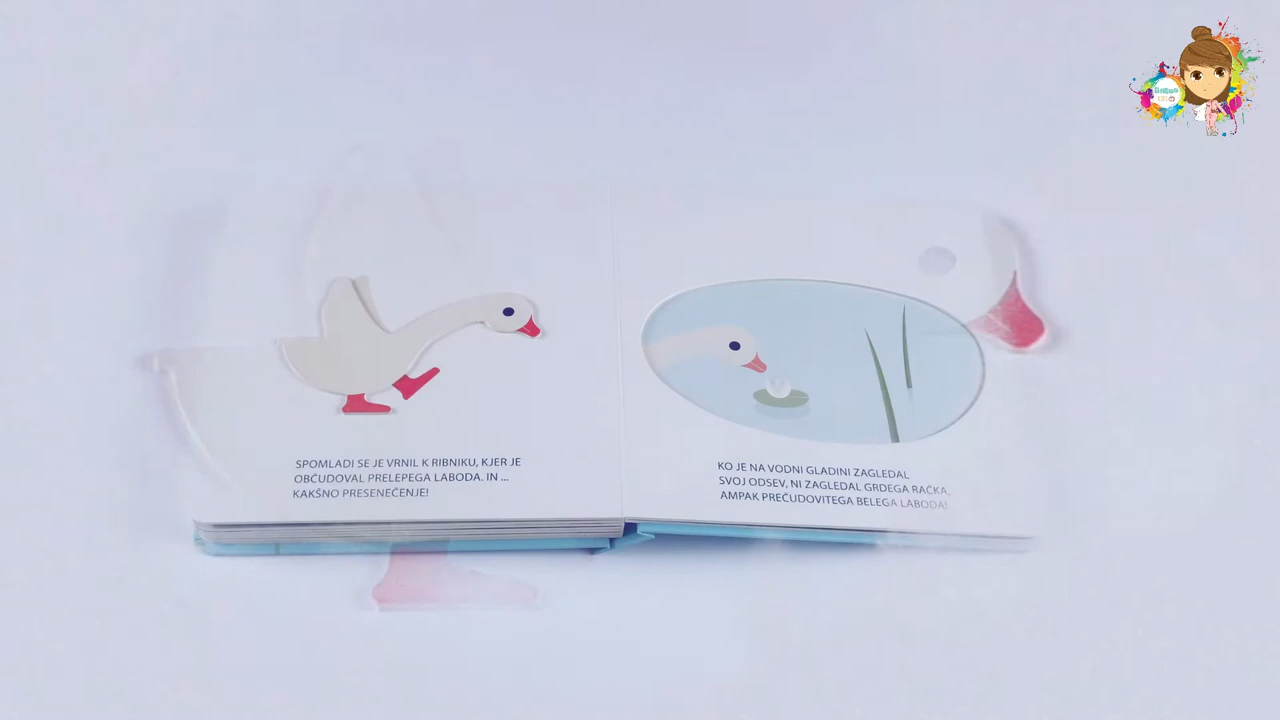 SPOMLADI SE JE VRNIL K RIBNIKU, KJER JE
OBČUDOVAL PRELEPEGA LABODA. IN ...
KAKŠNO PRESENEČENJE!
KO JE NA VODNI GLADINI ZAGLEDAL
SVOJ ODSEV, NI ZAGLEDAL GRDEGA RAČKA,
AMPAK PREČUDOVITEGA BELEGA LABODA!